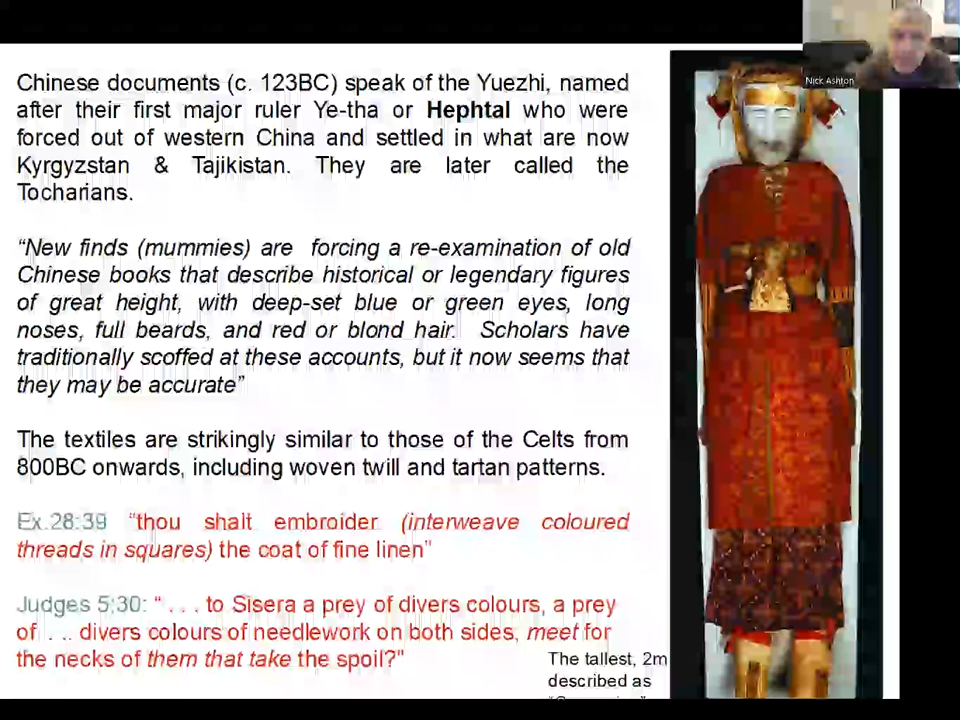 Nick Ashton
Chinese documents (c. 123BC) speak of the Yuezhi, named
after their first major ruler Ye-tha or Hephtal who were
forced out of western China and settled in what are now
Kyrgyzstan & Tajikistan. They are later called the
Tocharians.
“New finds (mummies) are forcing a re-examination of old
Chinese books that describe historical or legendary figures
of great height, with deep-set blue or green eyes, long
noses, full beards, and red or blond hair. Scholars have
traditionally scoffed at these accounts, but it now seems that
they may be accurate”
The textiles are strikingly similar to those of the Celts from
800BC onwards, including woven twill and tartan patterns.
Ex.28:39 “thou shalt embroider (interweave coloured
threads in squares) the coat of fine linen”
Judges 5:30: “ . . . to Sisera a prey of divers colours, a prey
of . .. divers colours of needlework on both sides, meet for
the necks of them that take the spoil?”
The tallest, 2m
described as